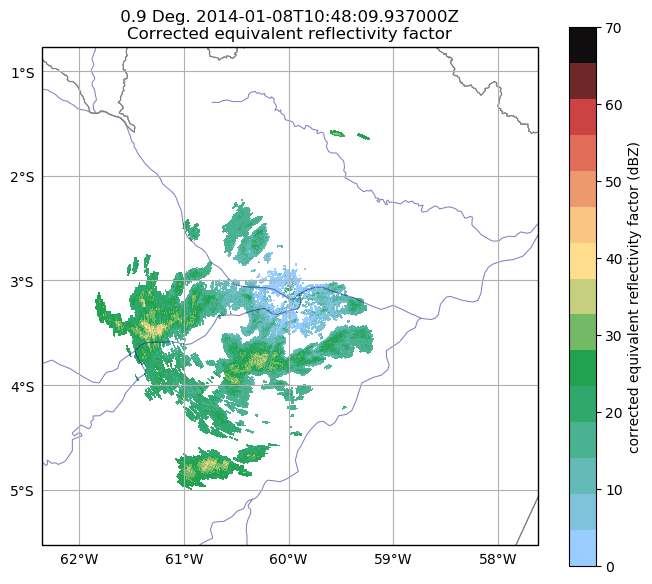 0.9 Deg. 2014-01-08T10:48:09.937000Z
Corrected equivalent reflectivity factor
1°S
2°S
3°S
4°S
5°S
62°W
61°W
60°W
59°W
58°W
70
60
50
40
30
20
10
0
corrected equivalent reflectivity factor (dBZ)